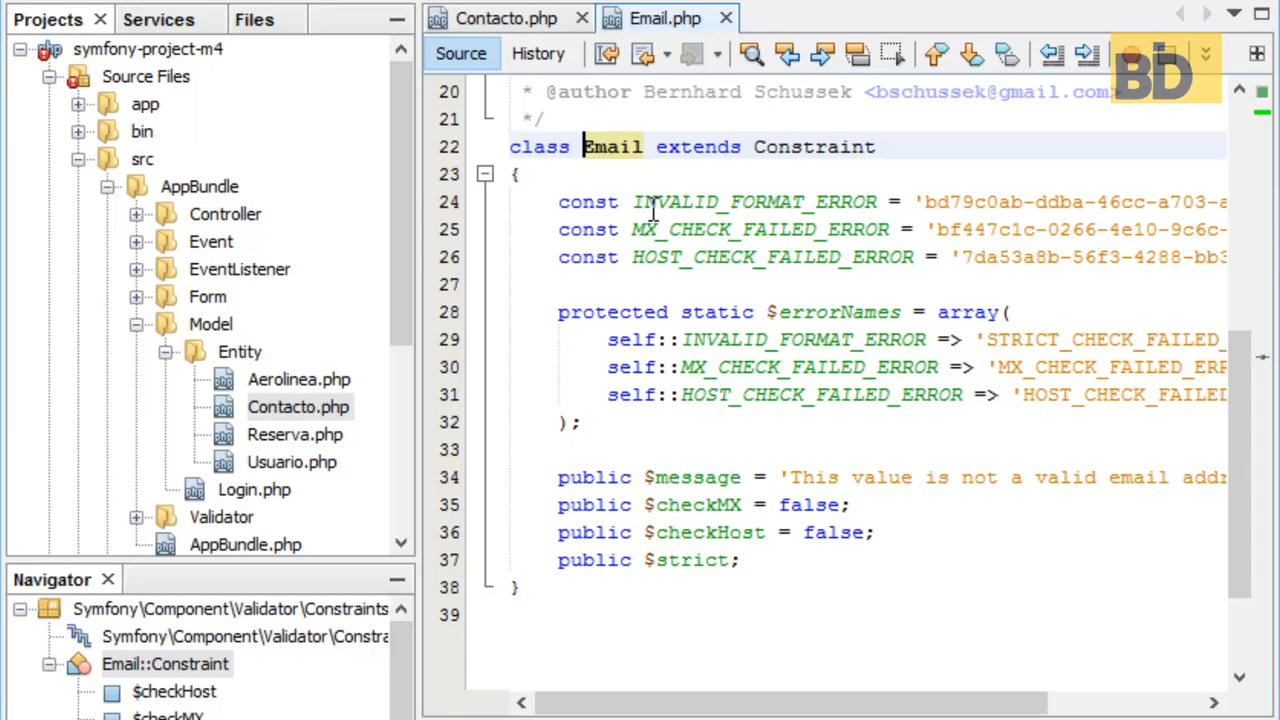 Projects
Services
Files
symfony-project-m4
Source Files
app
bin
src
AppBundle
Controller
Event
EventListener
Form
Model
Entity
Aerolinea.php
Contacto.php
Reserva.php
Usuario.php
Login.php
Validator
AppBundle.php
Navigator
Symfony\Component\Validator\Constraints
Symfony\Component\Validator\Constra
Email::Constraint
$checkHost
$checkMX
Contacto.php
Email.php
Source
History
BD
20 * @author Bernhard Schussek <bschussek@gmail.com>
21 */
22 class Email extends Constraint
23 {
24 const INVALID_FORMAT_ERROR = 'bd79c0ab-ddba-46cc-a703-a
25 const MX_CHECK_FAILED_ERROR = 'bf447c1c-0266-4e10-9c6c-
26 const HOST_CHECK_FAILED_ERROR = '7da53a8b-56f3-4288-bb3
27
28 protected static $errorNames = array(
29 self::INVALID_FORMAT_ERROR => 'STRICT_CHECK_FAILED_
30 self::MX_CHECK_FAILED_ERROR => 'MX_CHECK_FAILED_ERR
31 self::HOST_CHECK_FAILED_ERROR => 'HOST_CHECK_FAILED
32 );
33
34 public $message = 'This value is not a valid email addr
35 public $checkMX = false;
36 public $checkHost = false;
37 public $strict;
38 }
39